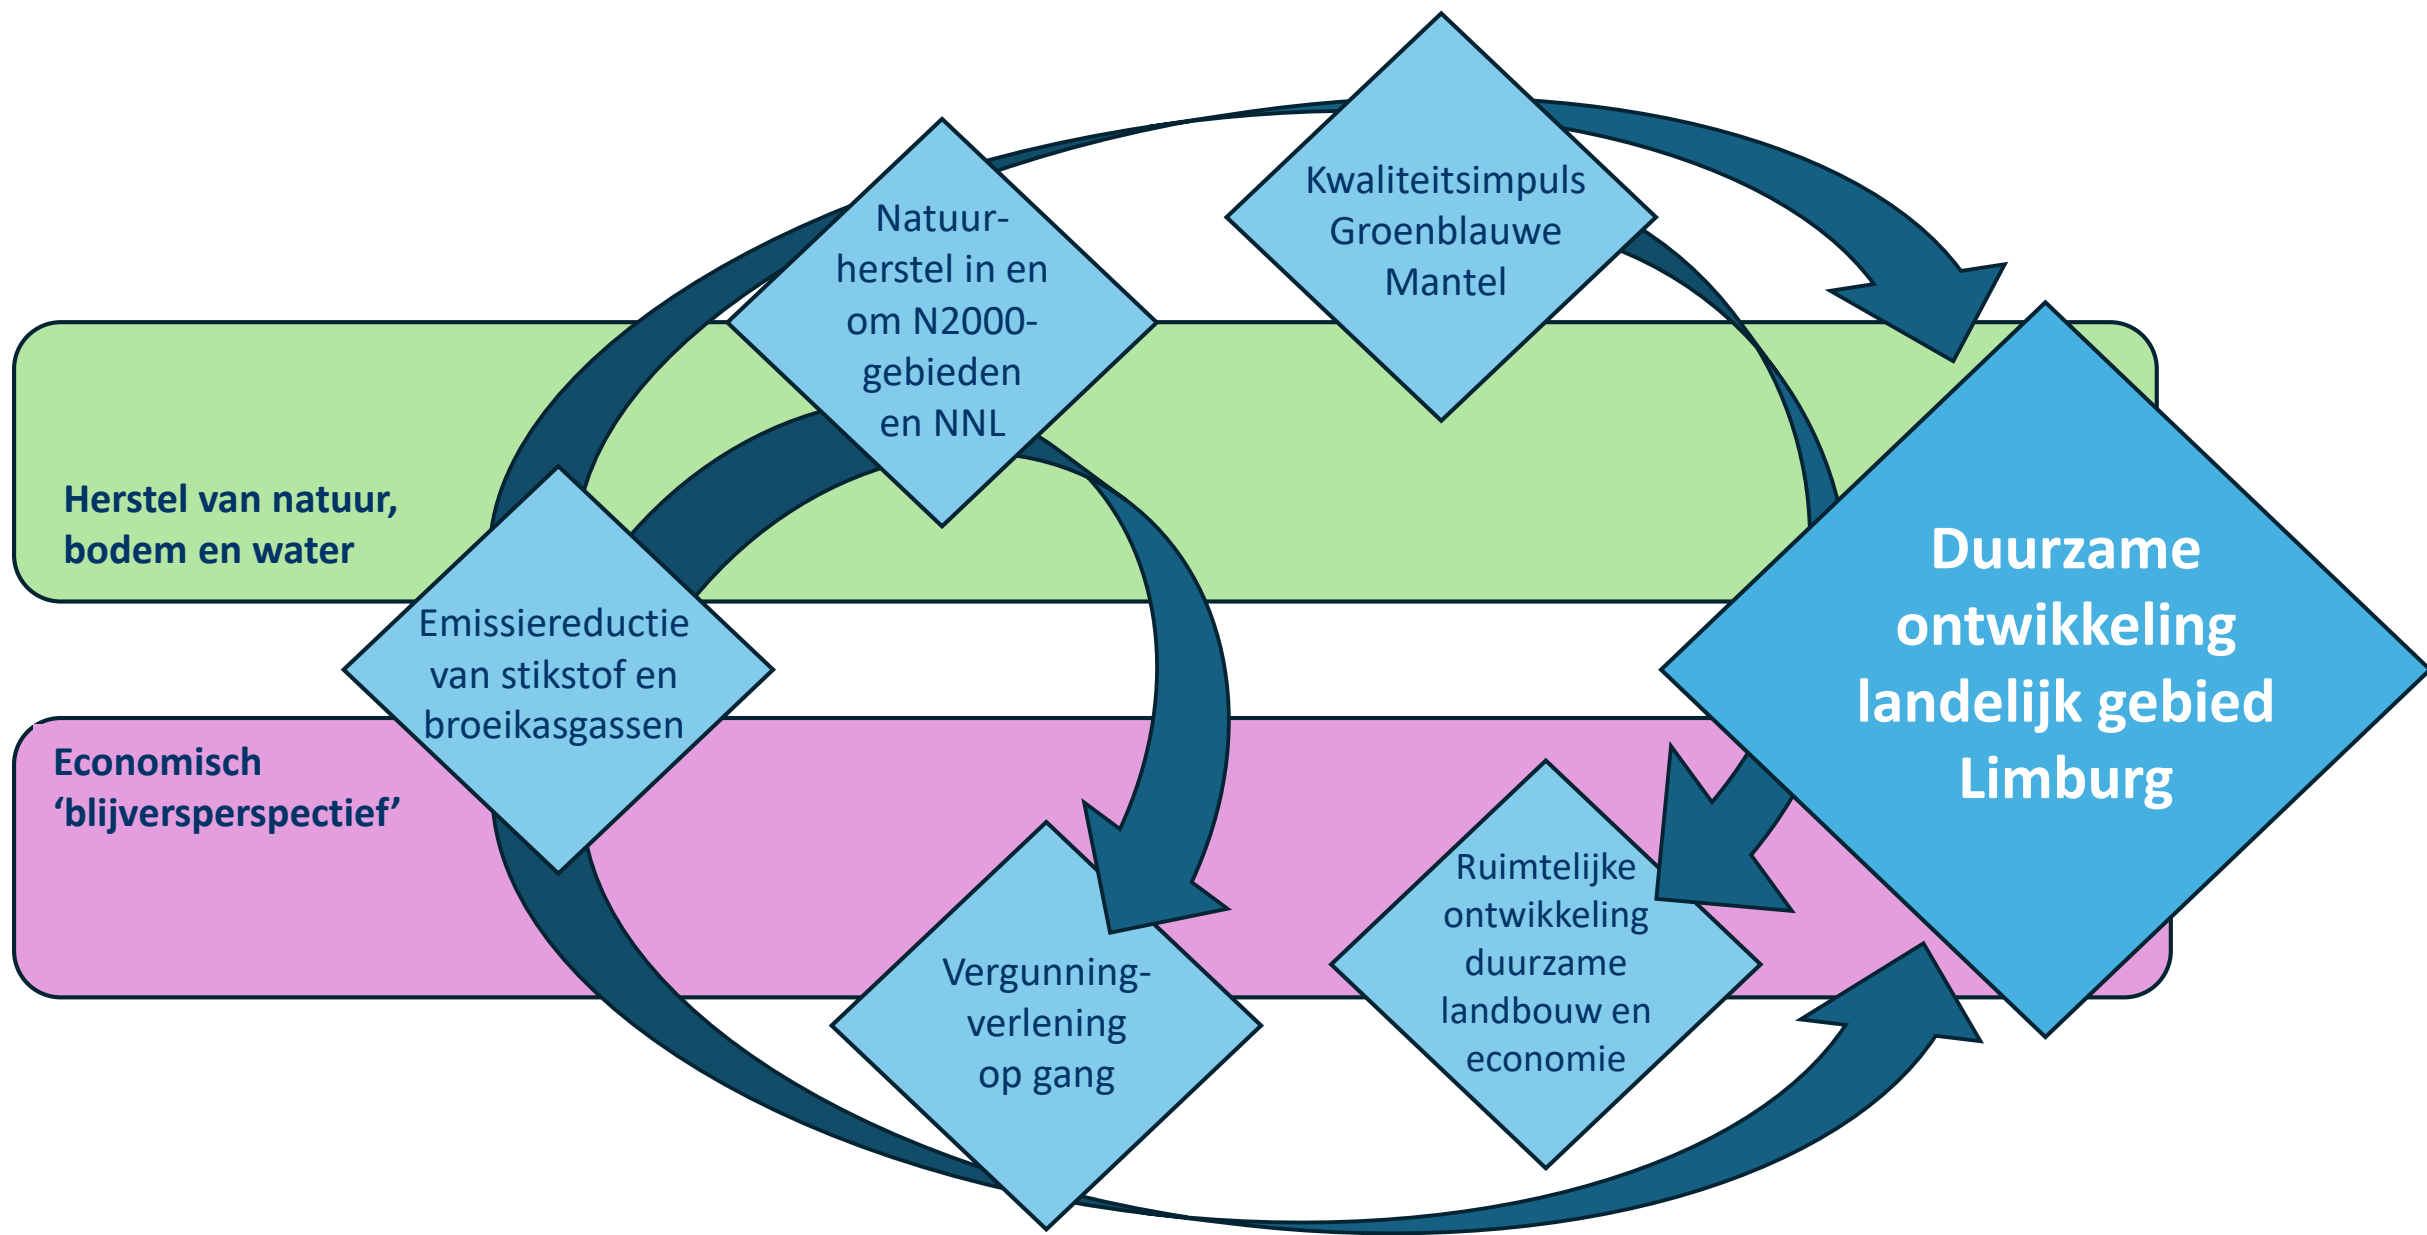 Kwaliteitsimpuls
Groenblauwe
Mantel
Natuur-
herstel in en
om N2000-
gebieden
en NNL
Herstel van natuur,
bodem en water
Emissiereductie
van stikstof en
broeikasgassen
Duurzame
ontwikkeling
landelijk gebied
Limburg
Economisch
‘blijversperspectief’
Vergunning-
verlening
op gang
Ruimtelijke
ontwikkeling
duurzame
landbouw en
economie